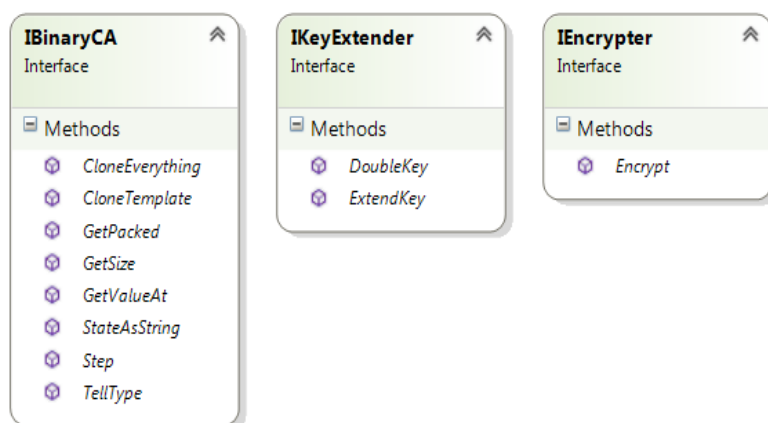 IBinaryCA
Interface
Methods
CloneEverything
CloneTemplate
GetPacked
GetSize
GetValueAt
StateAsString
Step
TellType
IKeyExtender
Interface
Methods
DoubleKey
ExtendKey
IEncrypter
Interface
Methods
Encrypt